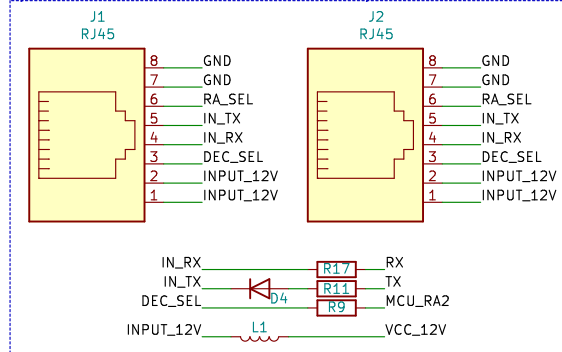 J1
RJ45
8 GND
7 GND
6 RA_SEL
5 IN_TX
4 IN_RX
3 DEC_SEL
2 INPUT_12V
1 INPUT_12V
J2
RJ45
8 GND
7 GND
6 RA_SEL
5 IN_TX
4 IN_RX
3 DEC_SEL
2 INPUT_12V
1 INPUT_12V
IN_RX R17 RX
IN_TX D4 R11 TX
DEC_SEL R9 MCU_RA2
INPUT_12V L1 VCC_12V